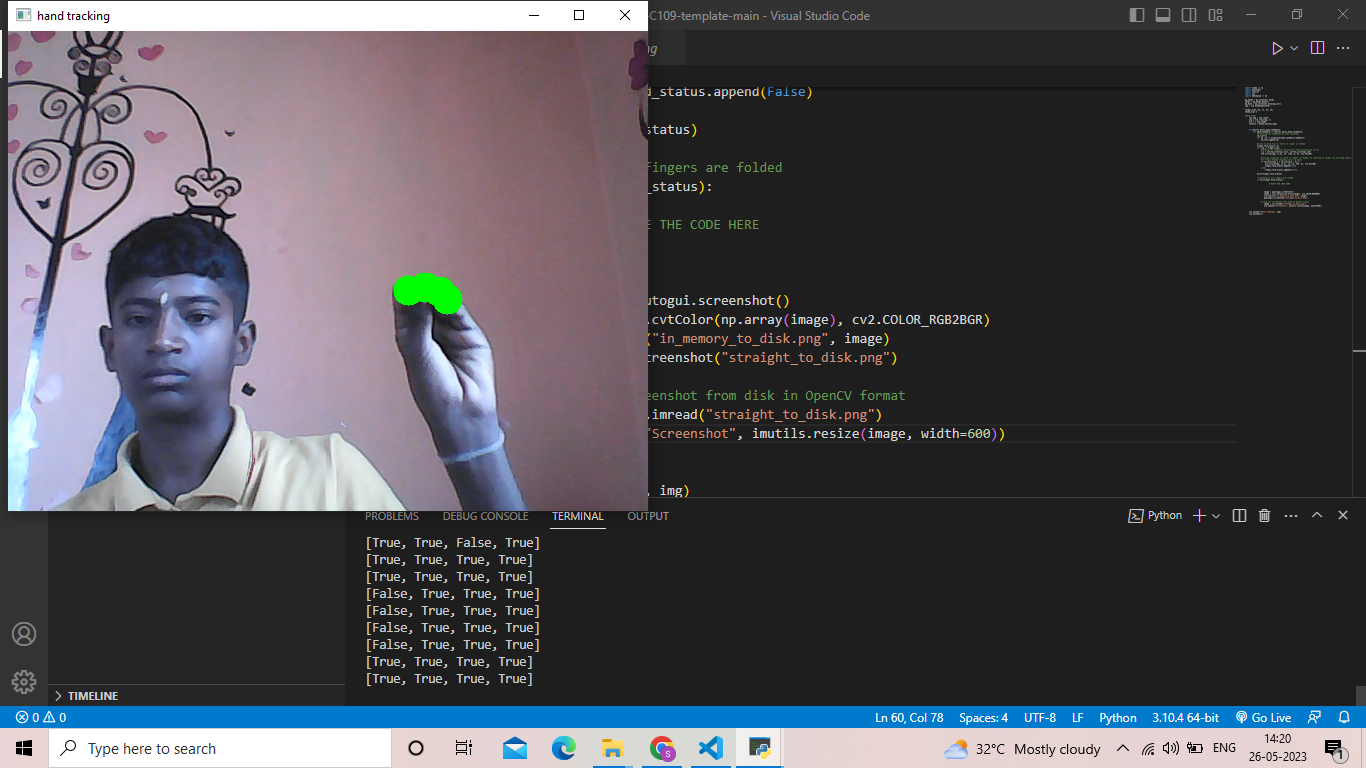 hand tracking
-C109-template-main - Visual Studio Code
ng
d_status.append(False)
status)
Fingers are folded
_status):
E THE CODE HERE
utogui.screenshot()
.cvtColor(np.array(image), cv2.COLOR_RGB2BGR)
("in_memory_to_disk.png", image)
creenshot("straight_to_disk.png")
eenshot from disk in OpenCV format
.imread("straight_to_disk.png")
"Screenshot", imutils.resize(image, width=600))
, img)
PROBLEMS DEBUG CONSOLE TERMINAL OUTPUT
Python
[True, True, False, True]
[True, True, True, True]
[True, True, True, True]
[False, True, True, True]
[False, True, True, True]
[False, True, True, True]
[False, True, True, True]
[True, True, True, True]
[True, True, True, True]
TIMELINE
0 0 Ln 60, Col 78 Spaces: 4 UTF-8 LF Python 3.10.4 64-bit Go Live
Type here to search
S
32°C Mostly cloudy ENG
14:20
26-05-2023
1